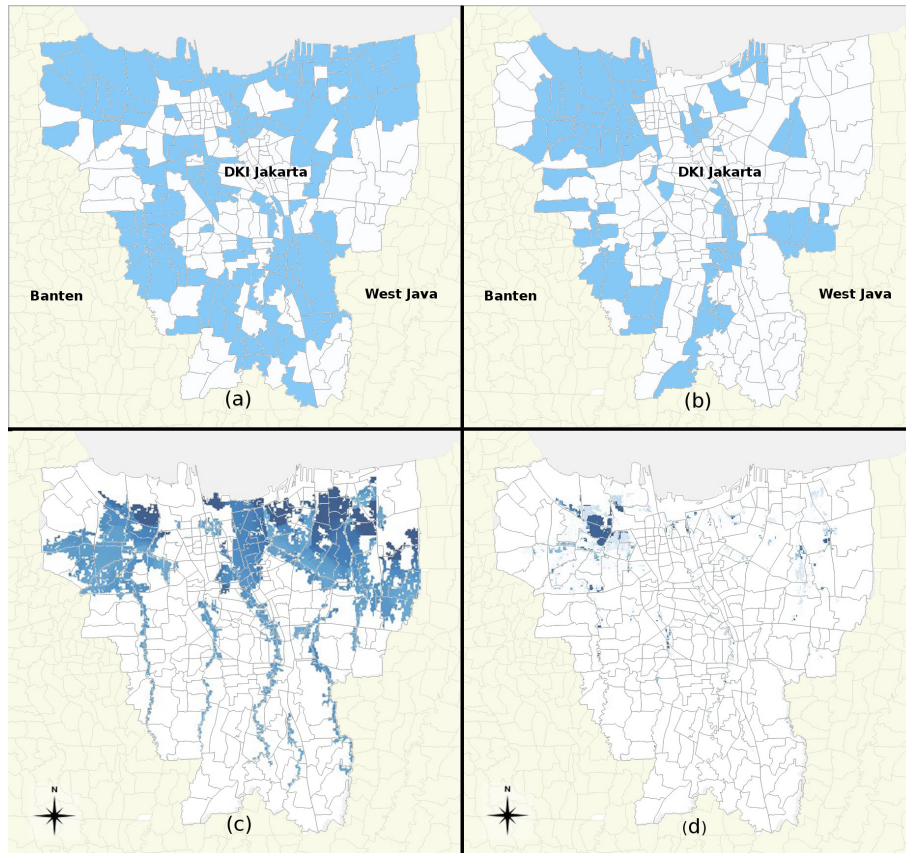 DKI Jakarta
Banten
West Java
(a)
DKI Jakarta
Banten
West Java
(b)
N
(c)
N
(d)